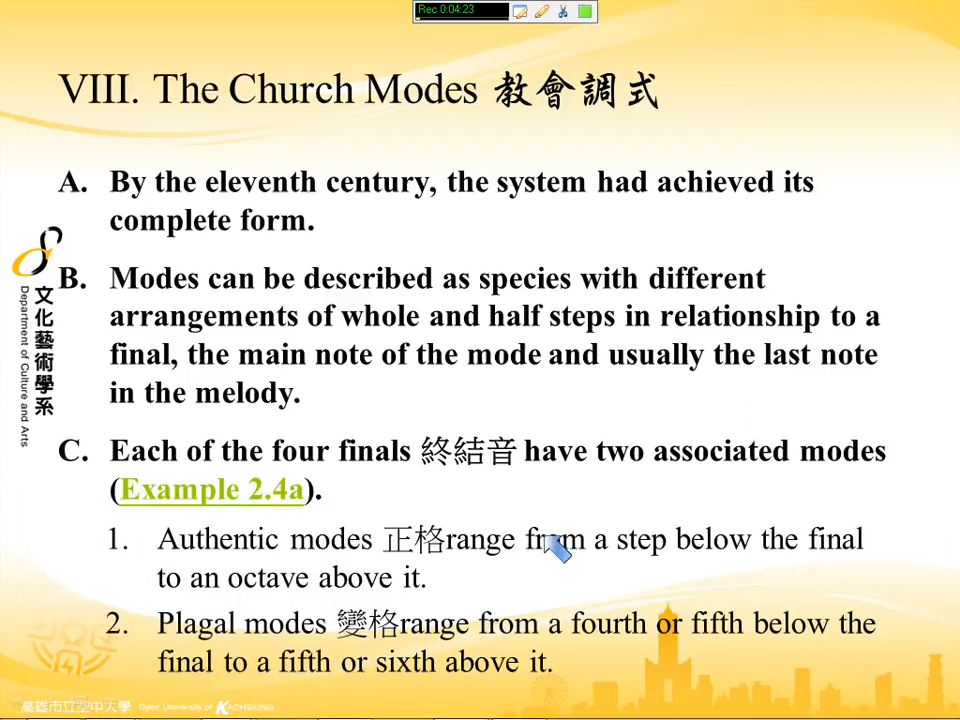 Rec 0:04:23
VIII. The Church Modes 教會調式
A. By the eleventh century, the system had achieved its
complete form.
B. Modes can be described as species with different
arrangements of whole and half steps in relationship to a
final, the main note of the mode and usually the last note
in the melody.
C. Each of the four finals 終結音 have two associated modes
(Example 2.4a).
1. Authentic modes 正格range from a step below the final
to an octave above it.
2. Plagal modes 變格range from a fourth or fifth below the
final to a fifth or sixth above it.
文化藝術學系
Department of Culture and Arts
高雄市立空中大學 Open University of KAOHSIUNG